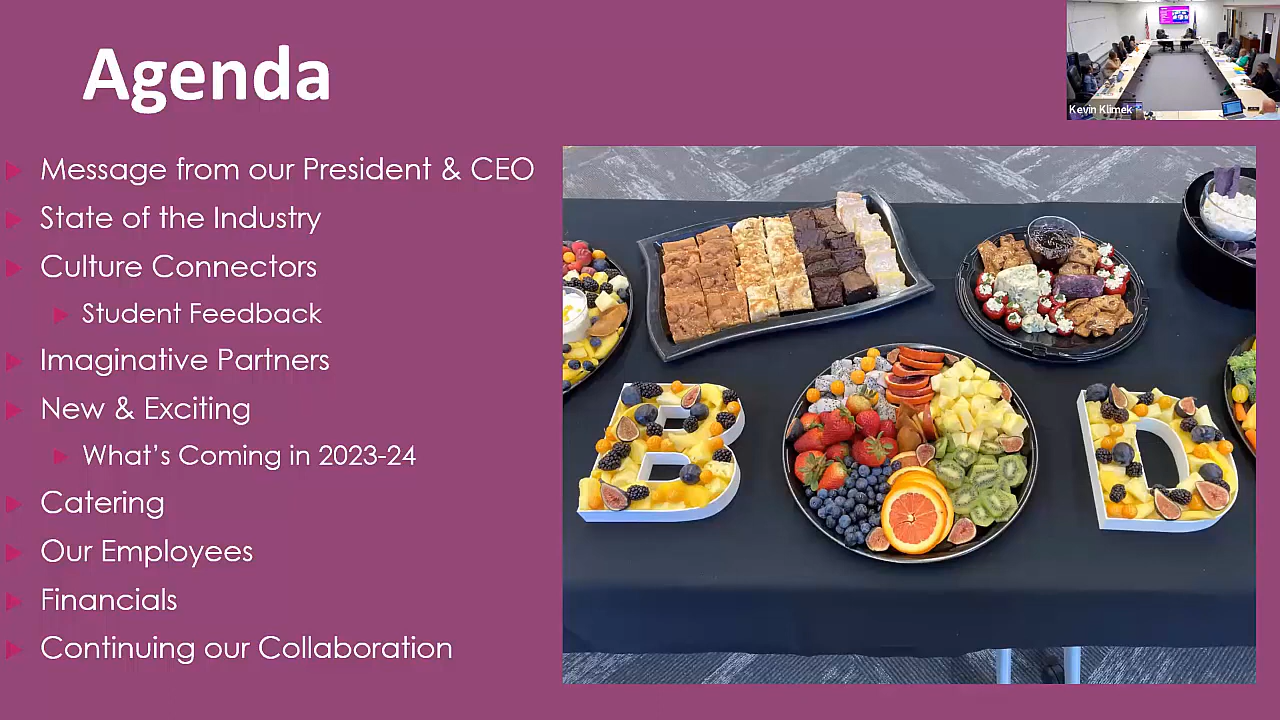 Agenda
Message from our President & CEO
State of the Industry
Culture Connectors
Student Feedback
Imaginative Partners
New & Exciting
What's Coming in 2023-24
Catering
Our Employees
Financials
Continuing our Collaboration
Kevin Klimek
B
D